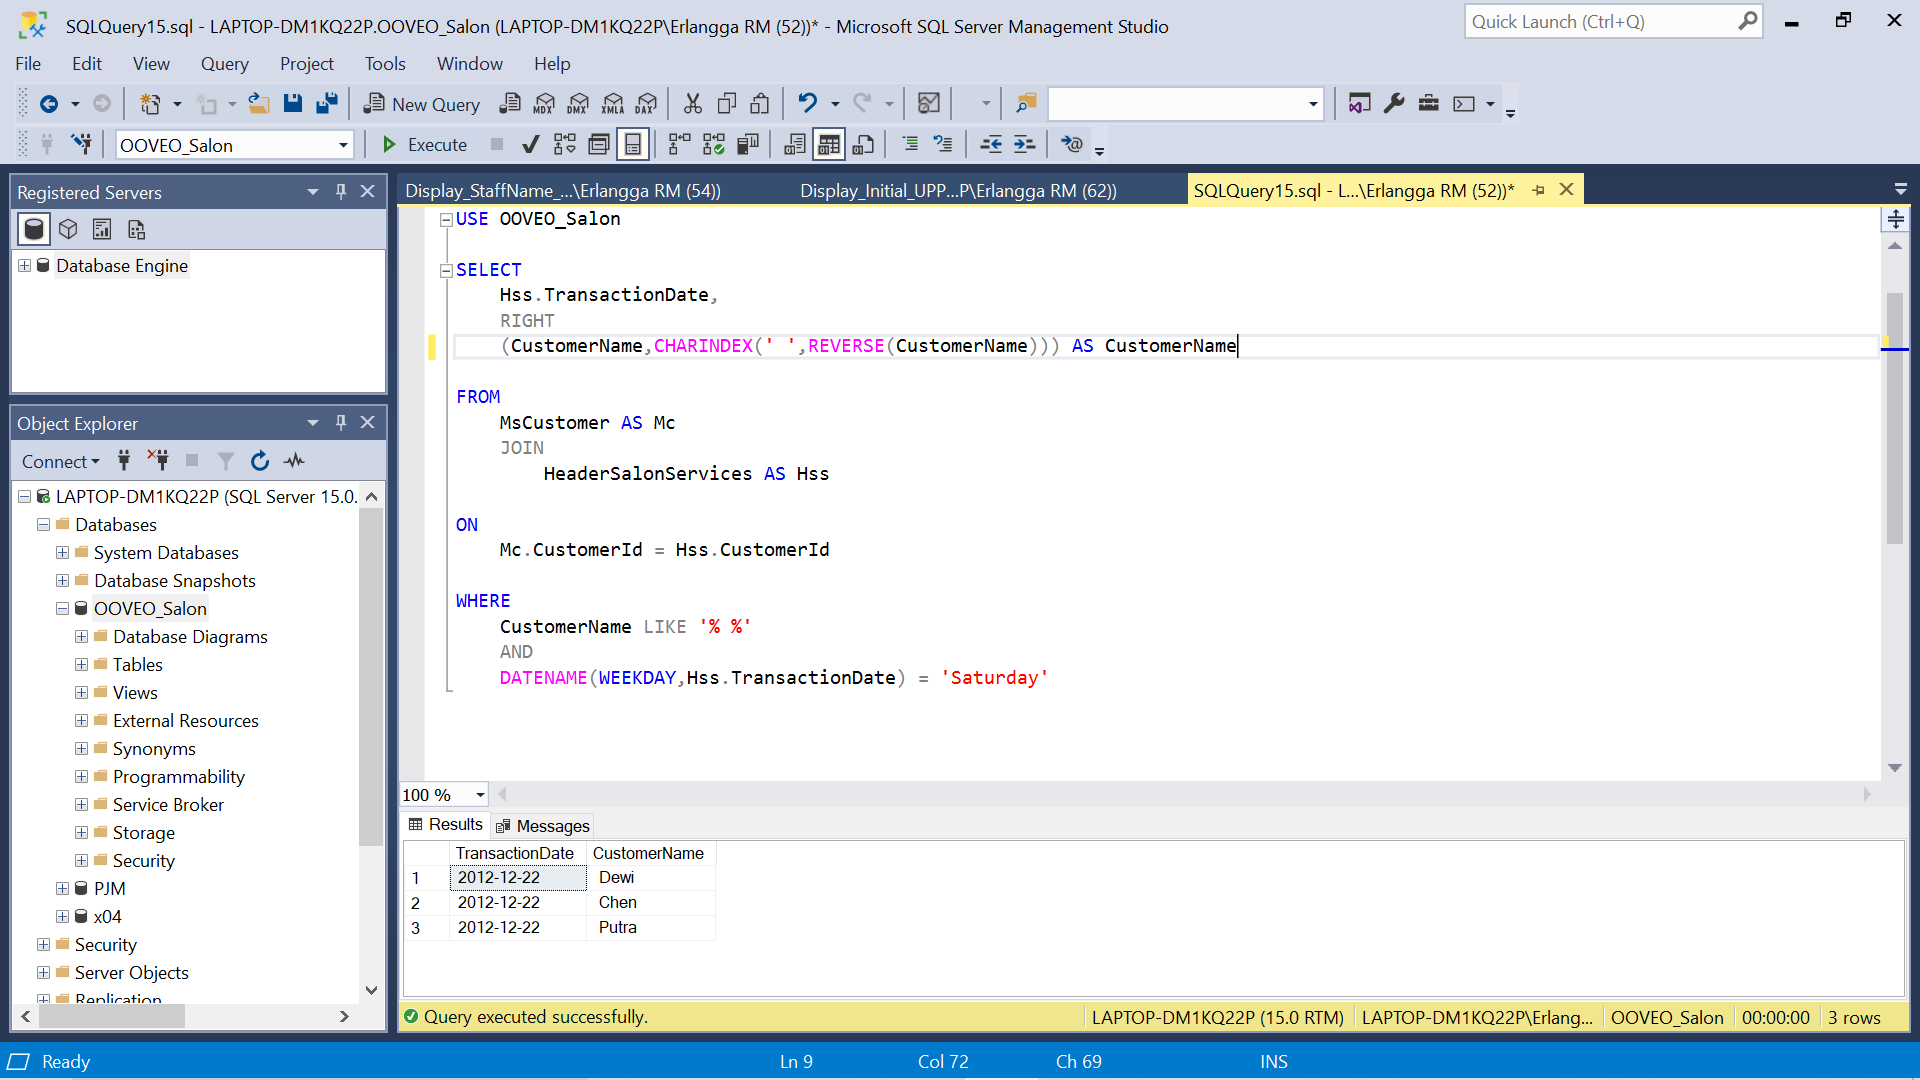 SQLQuery15.sql - LAPTOP-DM1KQ22P.OOVEO_Salon (LAPTOP-DM1KQ22P\Erlangga RM (52))* - Microsoft SQL Server Management Studio
Quick Launch (Ctrl+Q)
File Edit View Query Project Tools Window Help
New Query MDX DMX XMLA DAX
OOVEO_Salon Execute
Registered Servers
Database Engine
Object Explorer
Connect
LAPTOP-DM1KQ22P (SQL Server 15.0.
Databases
System Databases
Database Snapshots
OOVEO_Salon
Database Diagrams
Tables
Views
External Resources
Synonyms
Programmability
Service Broker
Storage
Security
PJM
x04
Security
Server Objects
Replication
Display_StaffName_...\Erlangga RM (54)) Display_Initial_UPP...P\Erlangga RM (62)) SQLQuery15.sql - L...\Erlangga RM (52))*
USE OOVEO_Salon
SELECT
Hss.TransactionDate,
RIGHT
(CustomerName,CHARINDEX(' ',REVERSE(CustomerName))) AS CustomerName
FROM
MsCustomer AS Mc
JOIN
HeaderSalonServices AS Hss
ON
Mc.CustomerId = Hss.CustomerId
WHERE
CustomerName LIKE '% %'
AND
DATENAME(WEEKDAY,Hss.TransactionDate) = 'Saturday'
100 %
Results Messages
TransactionDate CustomerName
1 2012-12-22 Dewi
2 2012-12-22 Chen
3 2012-12-22 Putra
Query executed successfully. LAPTOP-DM1KQ22P (15.0 RTM) LAPTOP-DM1KQ22P\Erlang... OOVEO_Salon 00:00:00 3 rows
Ready Ln 9 Col 72 Ch 69 INS